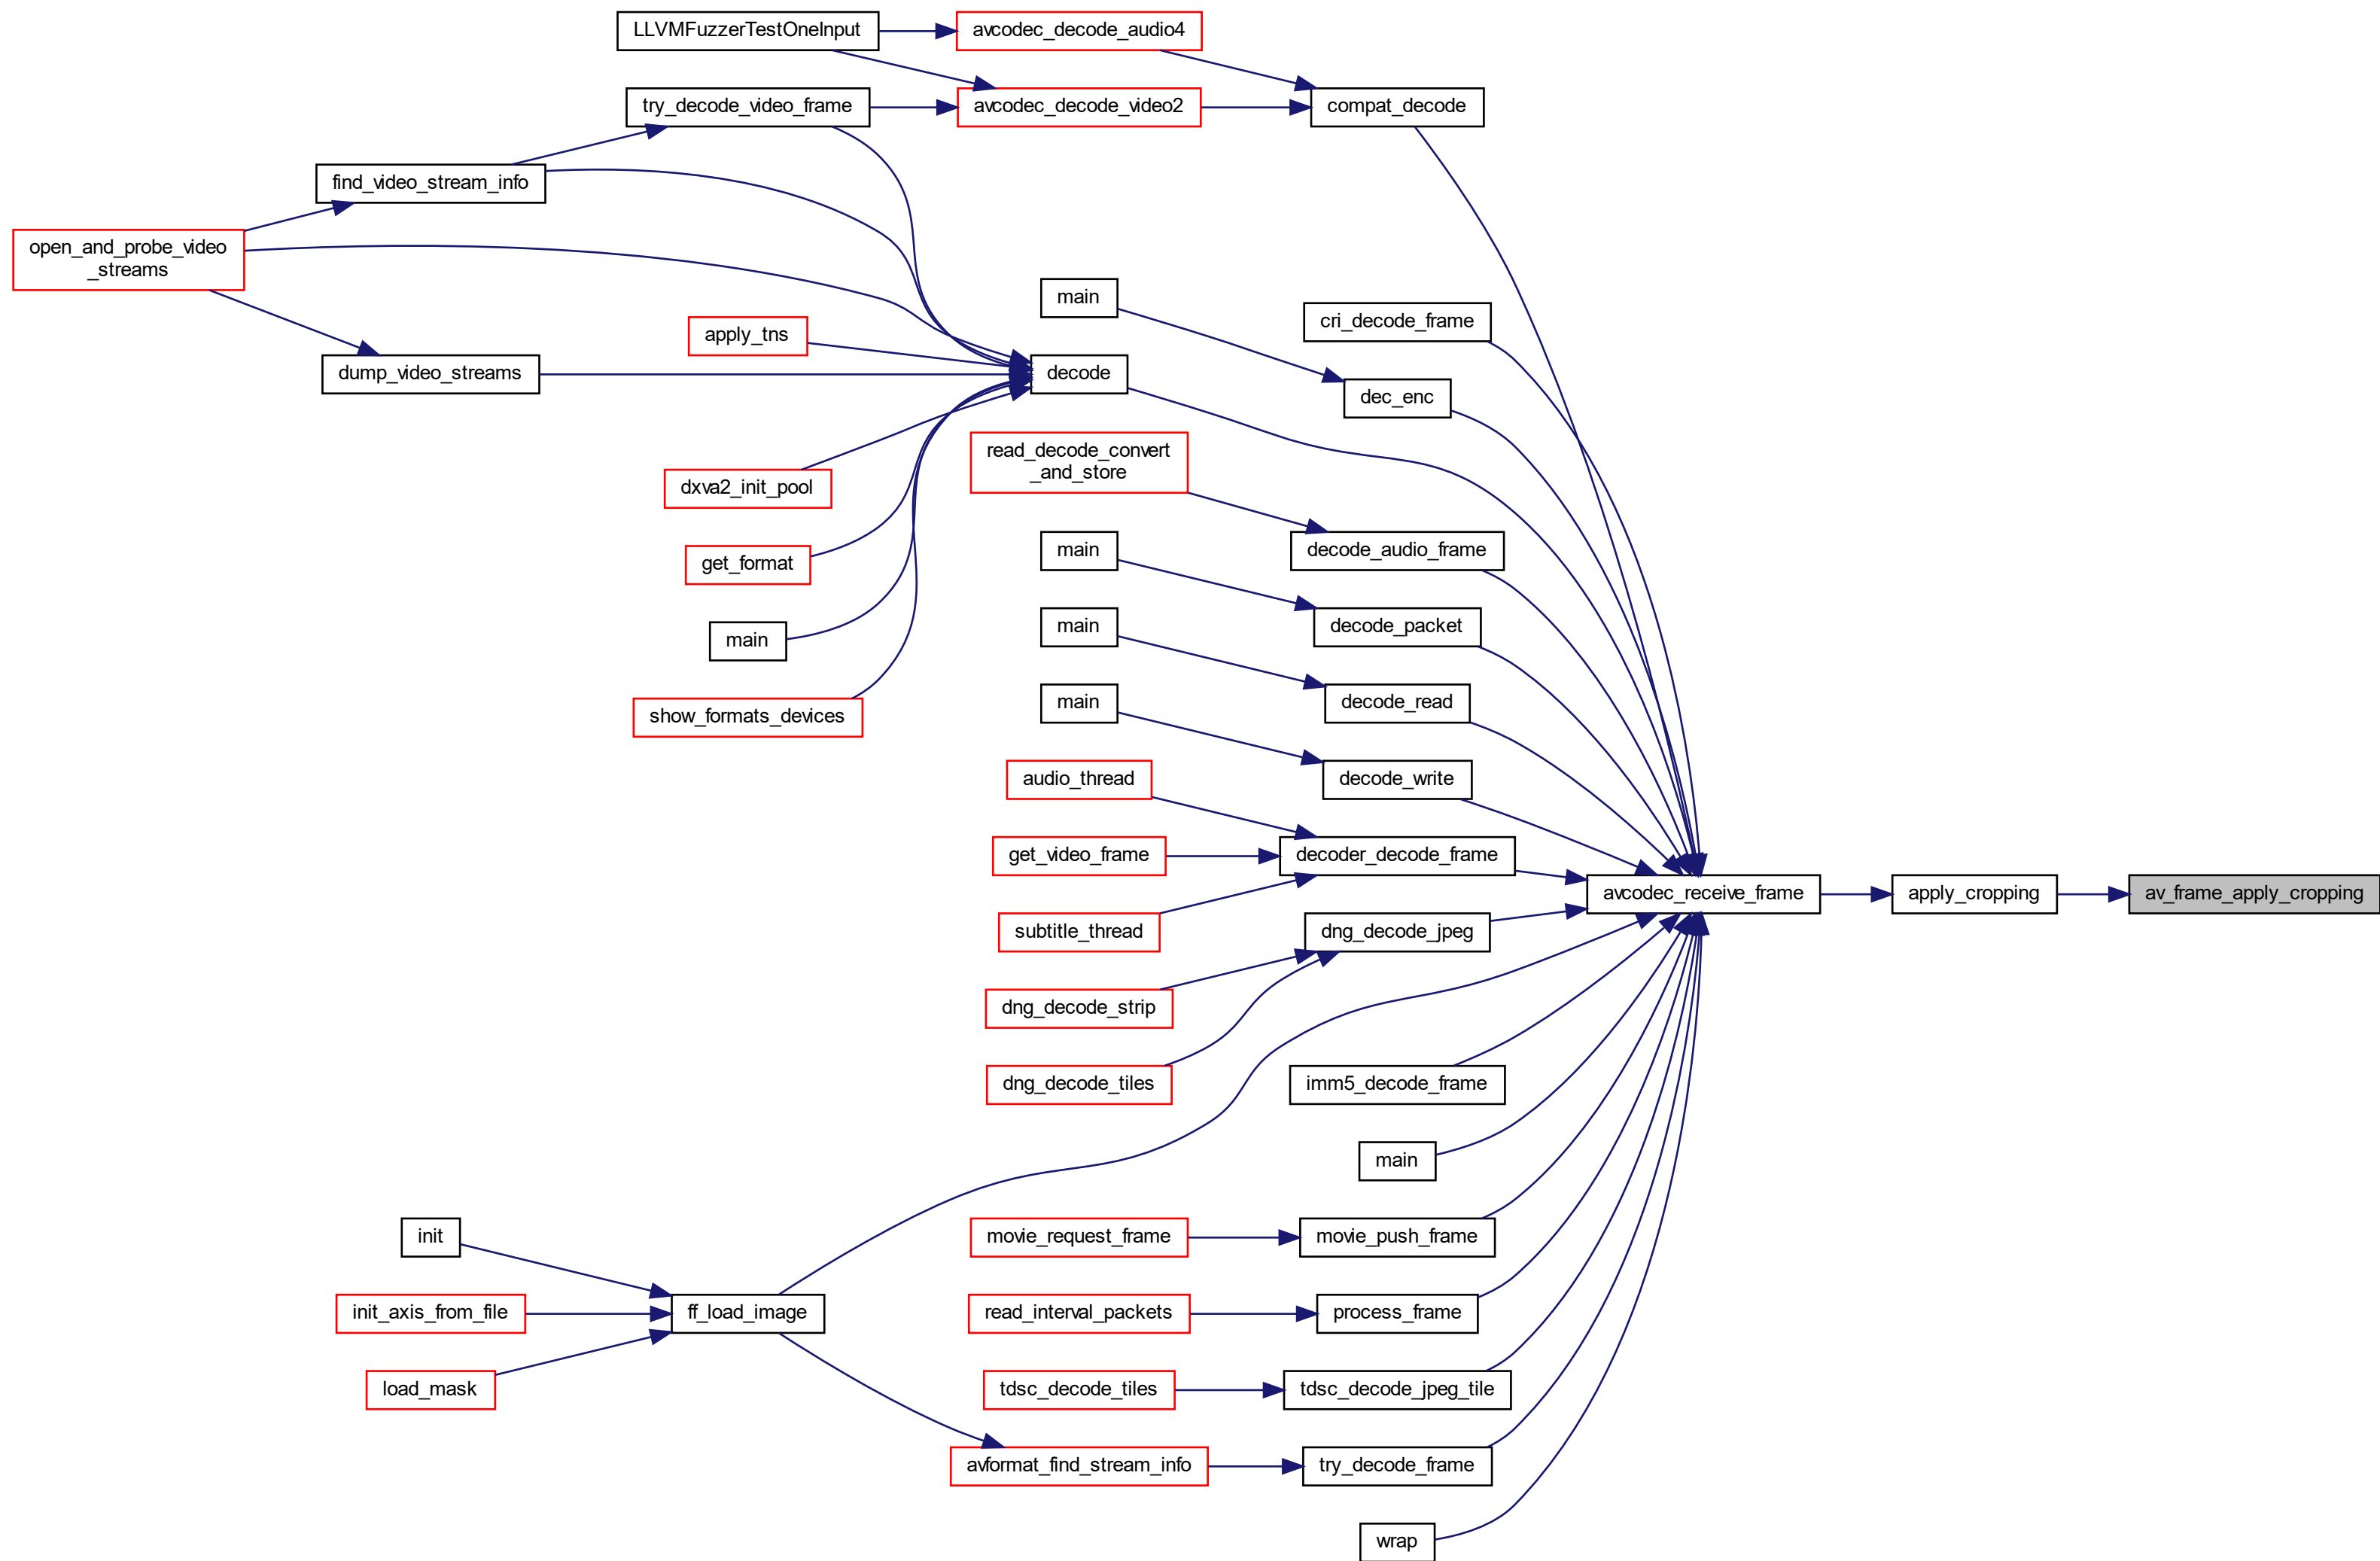 LLVMFuzzerTestOneInput
avcodec_decode_audio4
try_decode_video_frame
avcodec_decode_video2
compat_decode
find_video_stream_info
open_and_probe_video
_streams
main
cri_decode_frame
apply_tns
dump_video_streams
decode
dec_enc
read_decode_convert
_and_store
dxva2_init_pool
main
decode_audio_frame
get_format
main
decode_packet
main
main
decode_read
show_formats_devices
audio_thread
decode_write
get_video_frame
decoder_decode_frame
avcodec_receive_frame
apply_cropping
av_frame_apply_cropping
subtitle_thread
dng_decode_jpeg
dng_decode_strip
dng_decode_tiles
imm5_decode_frame
main
init
movie_request_frame
movie_push_frame
init_axis_from_file
ff_load_image
read_interval_packets
process_frame
load_mask
tdsc_decode_tiles
tdsc_decode_jpeg_tile
avformat_find_stream_info
try_decode_frame
wrap